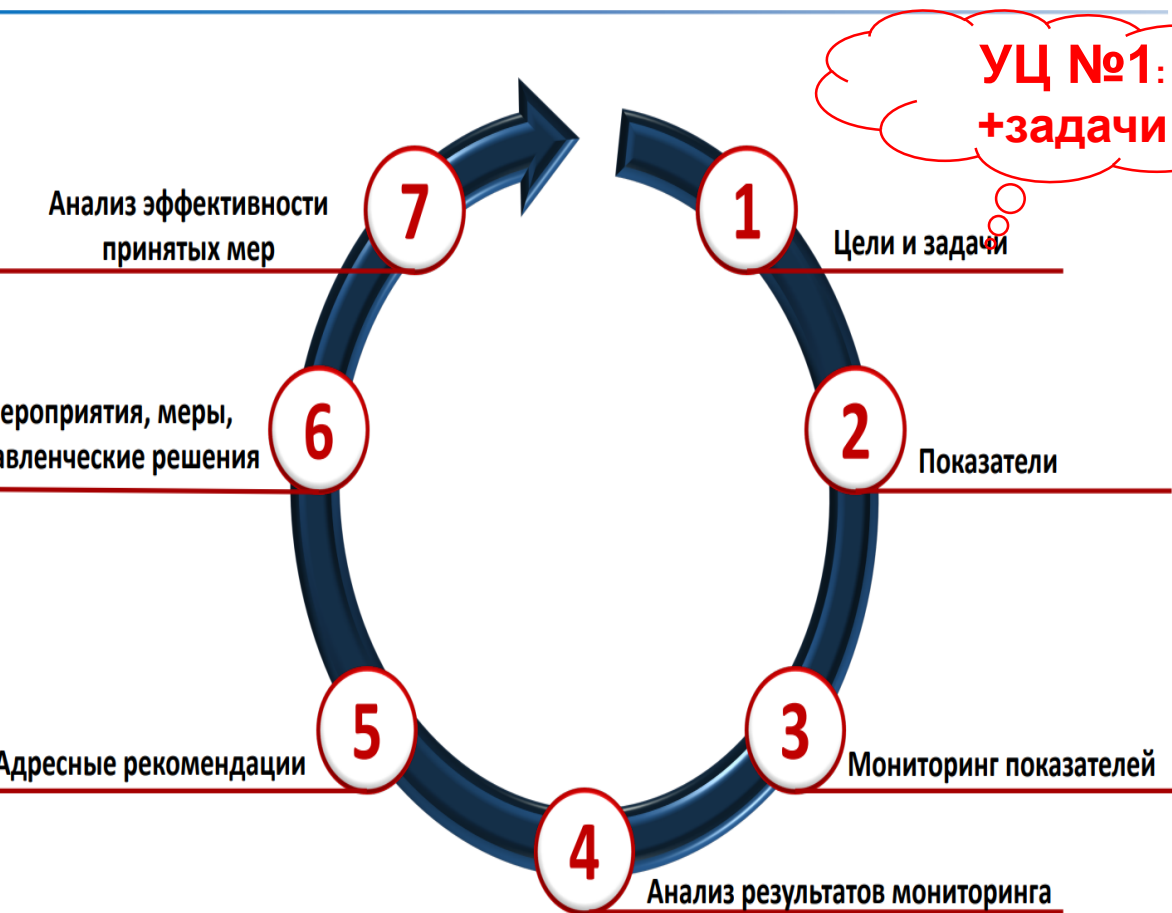 УЦ №1:
+задачи
1
Цели и задачи
2
Показатели
3
Мониторинг показателей
4
Анализ результатов мониторинга
5
Адресные рекомендации
6
ероприятия, меры,
авленческие решения
7
Анализ эффективности
принятых мер